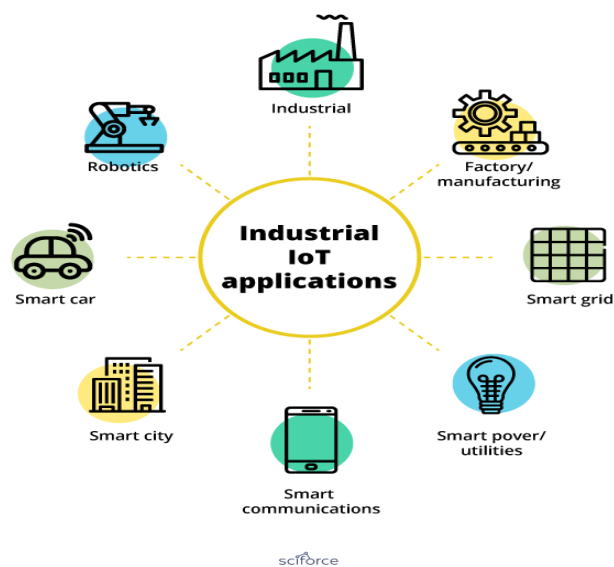 Industrial
Robotics
Factory/
manufacturing
Industrial
IoT
applications
Smart car
Smart grid
Smart city
Smart pover/
utilities
Smart
communications
sciforce